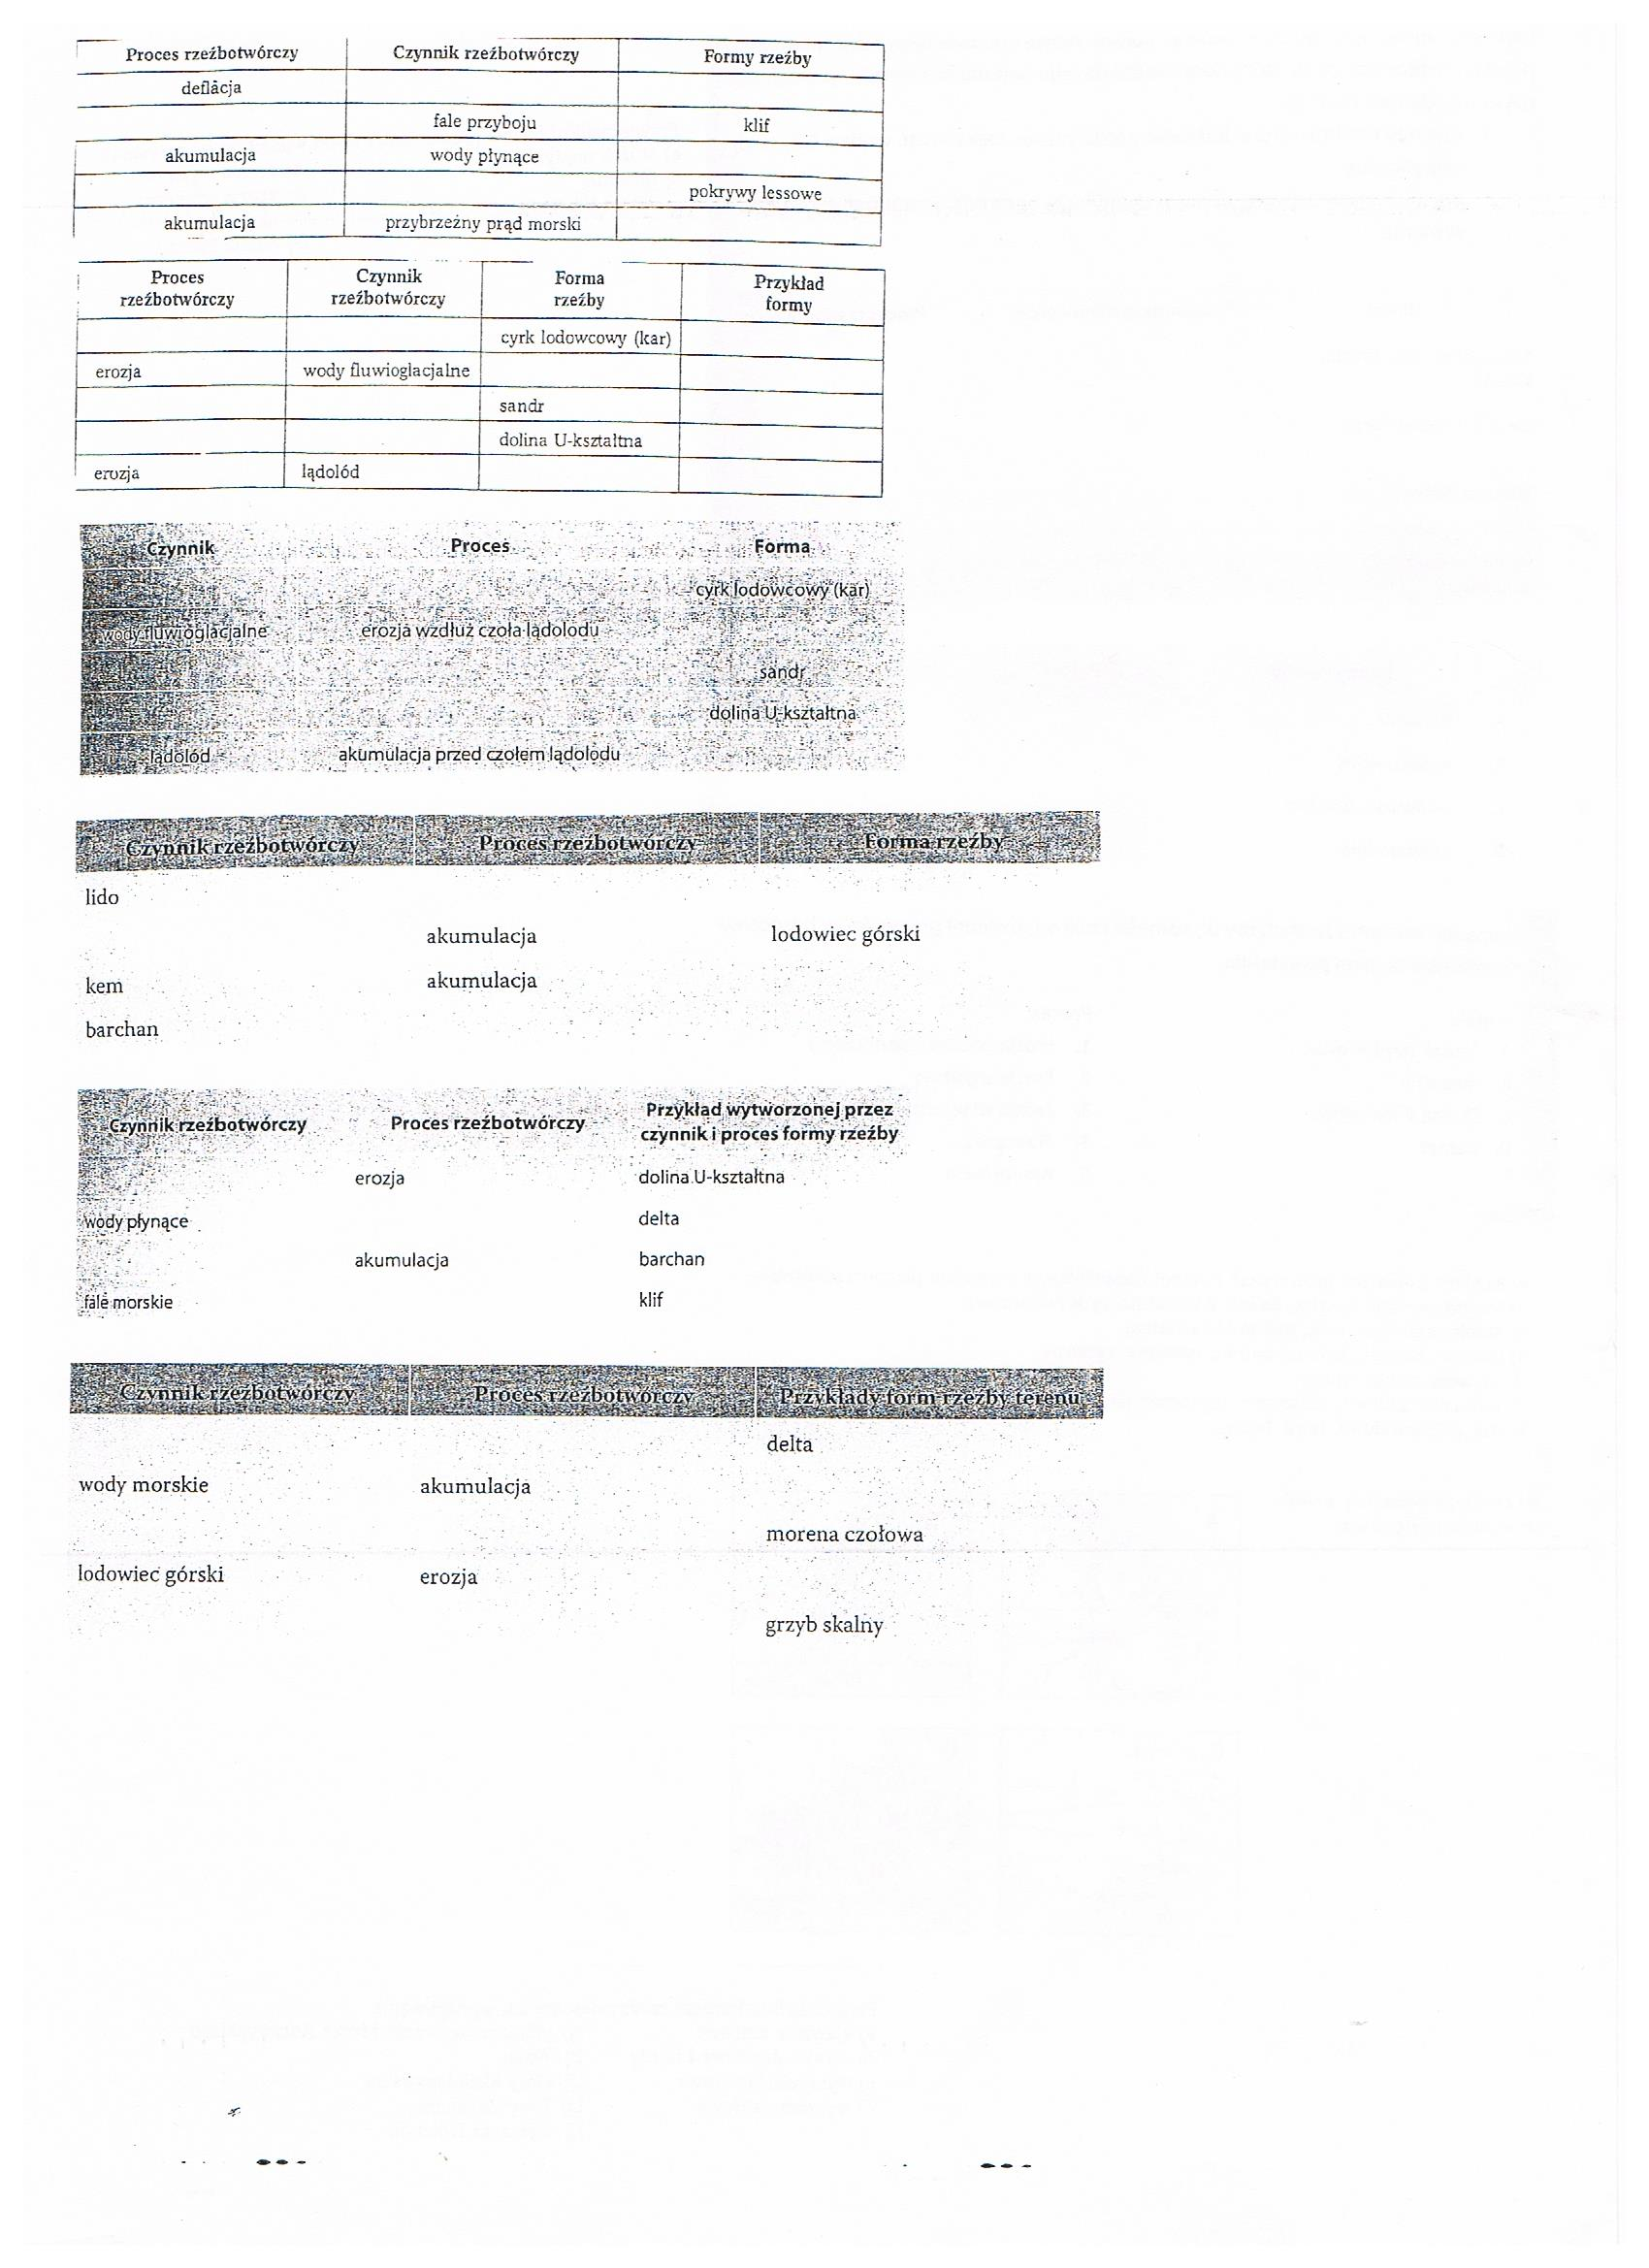 Proces rzeźbotwórczy Czynnik rzeźbotwórczy Formy rzeźby
deflacja
fale przyboju klif
akumulacja wody płynące
pokrywy lessowe
akumulacja przybrzeżny prąd morski
Proces rzeźbotwórczy Czynnik rzeźbotwórczy Forma rzeźby Przykład formy
cyrk lodowcowy (kar)
erozja wody fluwioglacjalne
sandr
dolina U-kształtna
erozja lądolód
Czynnik Proces Forma
cyrk lodowcowy (kar)
wody fluwioglacjalne erozja wzdłuż czoła lądolodu
sandr
dolina U-kształtna
lądolód akumulacja przed czołem lądolodu
Czynnik rzeźbotwórczy Proces rzeźbotwórczy Forma rzeźby
lido
akumulacja lodowiec górski
kem akumulacja
barchan
Czynnik rzeźbotwórczy Proces rzeźbotwórczy Przykład wytworzonej przez czynnik i proces formy rzeźby
erozja dolina U-kształtna
wody płynące delta
akumulacja barchan
fale morskie klif
Czynnik rzeźbotwórczy Proces rzeźbotwórczy Przykłady form rzeźby terenu
delta
wody morskie akumulacja
morena czołowa
lodowiec górski erozja
grzyb skalny